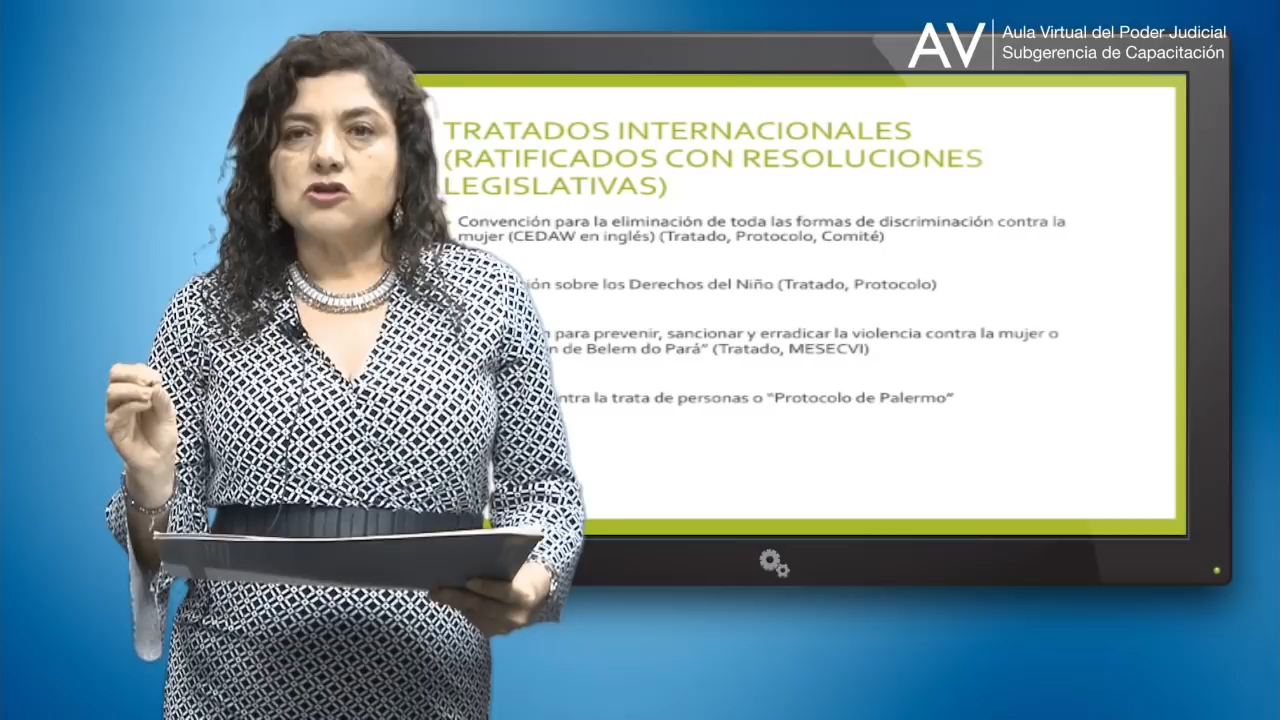 AV
Aula Virtual del Poder Judicial
Subgerencia de Capacitación
TRATADOS INTERNACIONALES
(RATIFICADOS CON RESOLUCIONES
LEGISLATIVAS)
Convención para la eliminación de toda las formas de discriminación contra la
mujer (CEDAW en inglés) (Tratado, Protocolo, Comité)
sobre los Derechos del Niño (Tratado, Protocolo)
para prevenir, sancionar y erradicar la violencia contra la mujer o
de Belem do Pará” (Tratado, MESECVI)
la trata de personas o “Protocolo de Palermo”